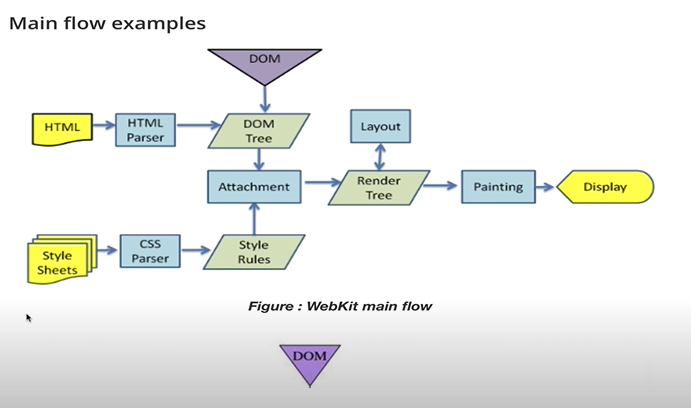 Main flow examples
DOM
HTML
HTML
Parser
DOM
Tree
Layout
Attachment
Render
Tree
Painting
Display
Style
Sheets
CSS
Parser
Style
Rules
Figure : WebKit main flow
DOM